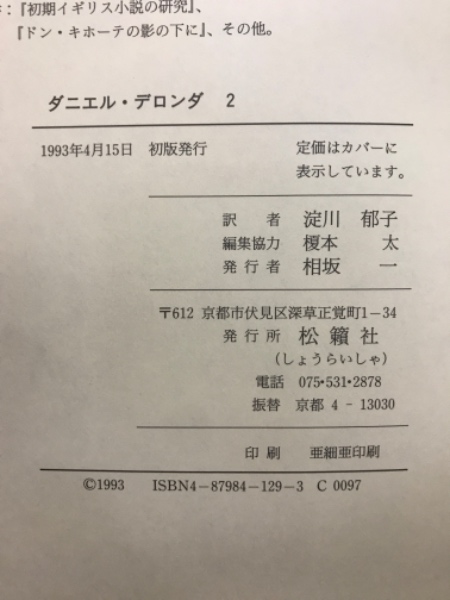 :『初期イギリス小説の研究』、
『ドン・キホーテの影の下に』、その他。
ダニエル・デロンダ 2
1993年4月15日 初版発行 定価はカバーに
表示しています。
訳者 淀川 郁子
編集協力 榎本 太
発行者 相坂 一
〒612 京都市伏見区深草正覚町1-34
発行所 松籟社
(しょうらいしゃ)
電話 075・531・2878
振替 京都 4-13030
印刷 亜細亜印刷
©1993 ISBN4-87984-129-3 C 0097